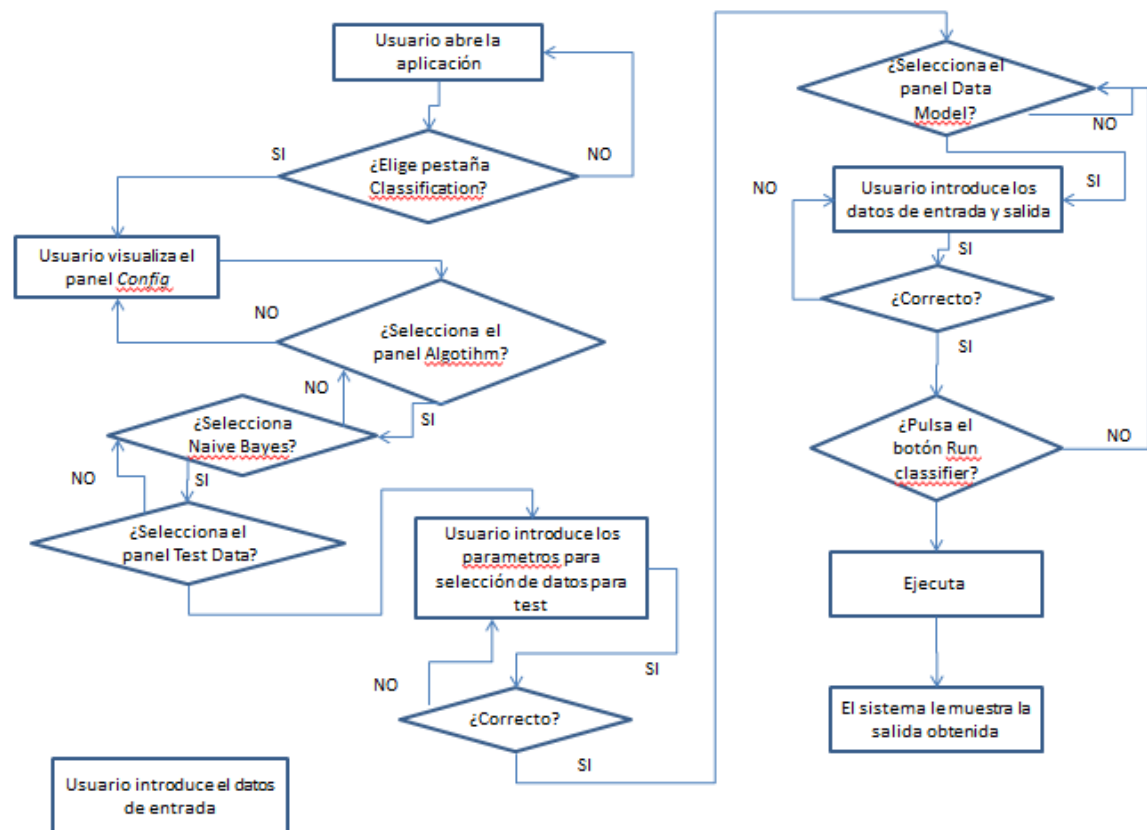 Usuario abre la
aplicación
¿Elige pestaña
Classification?
SI
NO
Usuario visualiza el
panel Config
¿Selecciona el
panel Algotihm?
NO
SI
¿Selecciona
Naive Bayes?
NO
SI
¿Selecciona el
panel Test Data?
NO
Usuario introduce los
parametros para
selección de datos para
test
SI
¿Correcto?
NO
SI
Usuario introduce el datos
de entrada
¿Selecciona el
panel Data
Model?
NO
SI
Usuario introduce los
datos de entrada y salida
SI
¿Correcto?
NO
SI
¿Pulsa el
botón Run
classifier?
NO
Ejecuta
El sistema le muestra la
salida obtenida